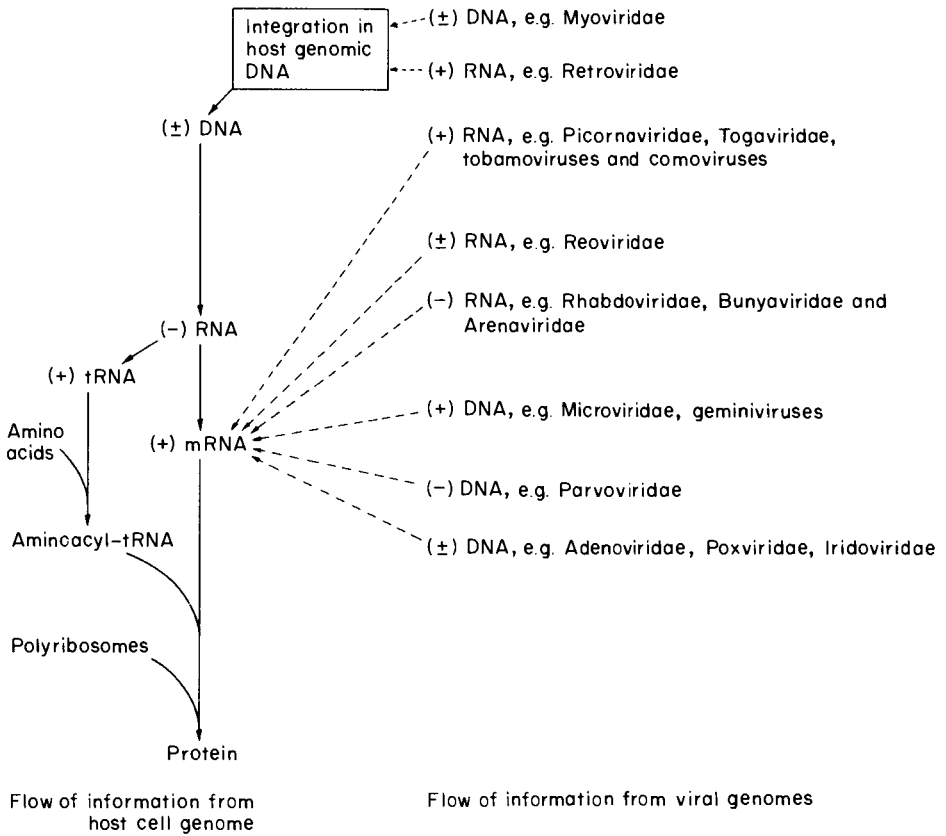 Integration in
host genomic
DNA
(±) DNA, e.g. Myoviridae
(+) RNA, e.g. Retroviridae
(±) DNA
(+) RNA, e.g. Picornaviridae, Togaviridae,
tobamoviruses and comoviruses
(±) RNA, e.g. Reoviridae
(−) RNA, e.g. Rhabdoviridae, Bunyaviridae and
Arenaviridae
(−) RNA
(+) tRNA
(+) DNA, e.g. Microviridae, geminiviruses
Amino
acids
(+) mRNA
(−) DNA, e.g. Parvoviridae
Aminoacyl−tRNA
(±) DNA, e.g. Adenoviridae, Poxviridae, Iridoviridae
Polyribosomes
Protein
Flow of information from
host cell genome
Flow of information from viral genomes